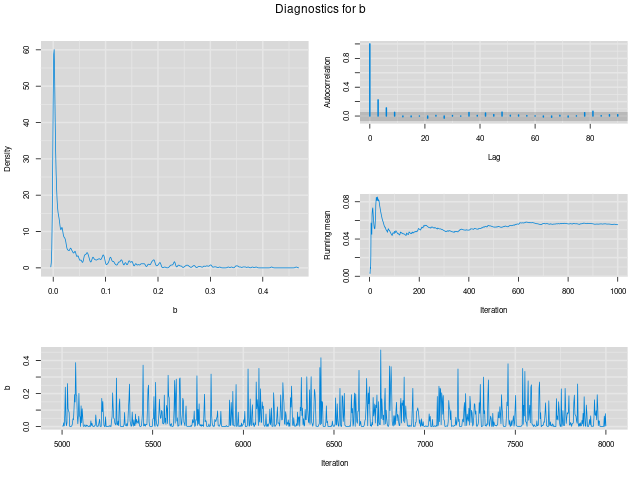 Diagnostics for b
Density
0 10 20 30 40 50 60
0.0 0.1 0.2 0.3 0.4
b
Autocorrelation
0.0 0.4 0.8
0 20 40 60 80
Lag
Running mean
0.00 0.04 0.08
0 200 400 600 800 1000
Iteration
b
0.0 0.2 0.4
5000 5500 6000 6500 7000 7500 8000
Iteration